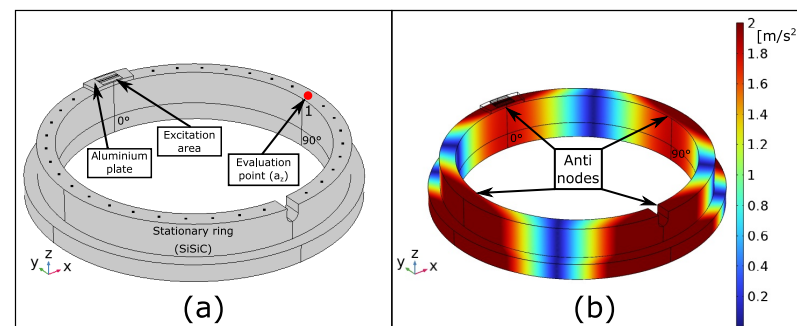 0°
Excitation
area
1
90°
Aluminium
plate
Evaluation
point (a_z)
Stationary ring
(SiSiC)
z
y
x
(a)
0°
90°
Anti
nodes
z
y
x
(b)
2
[m/s²
1.8
1.6
1.4
1.2
1
0.8
0.6
0.4
0.2